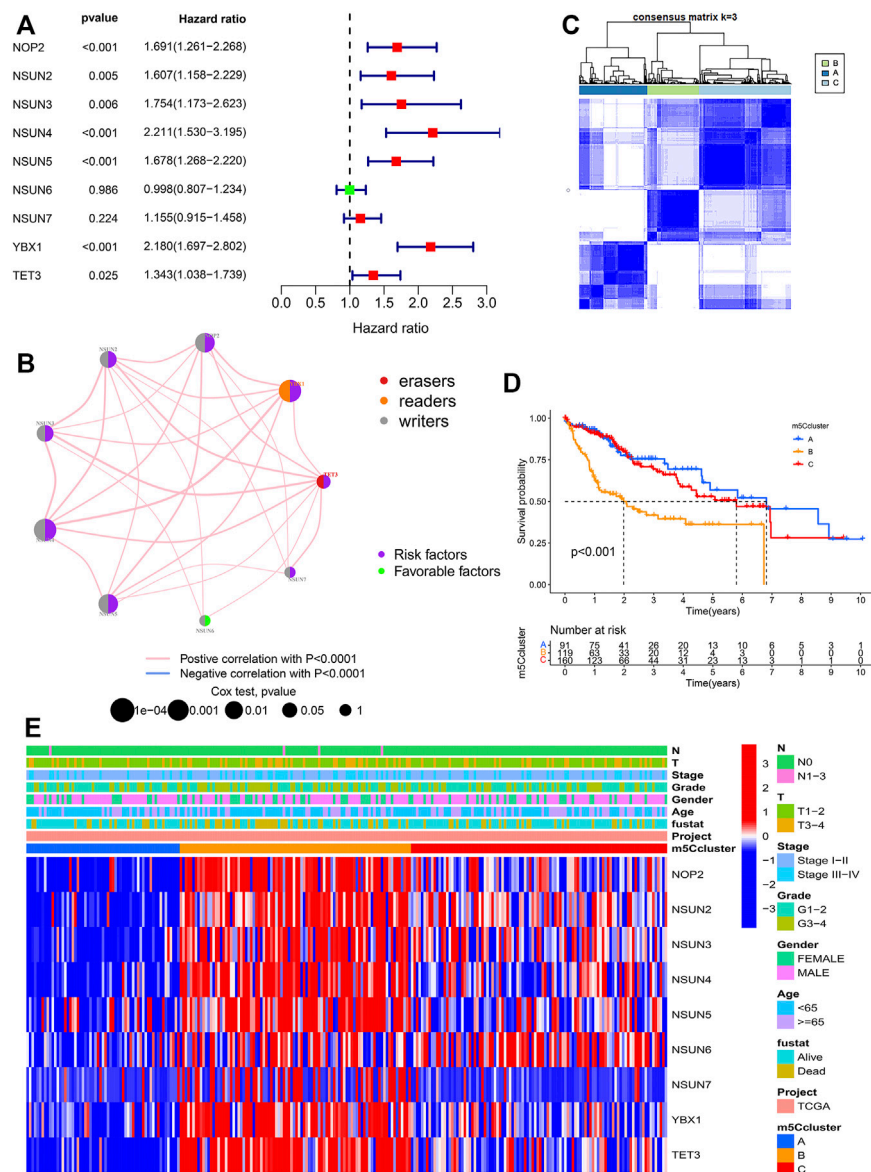 A
pvalue Hazard ratio
NOP2 <0.001 1.691(1.261−2.268)
NSUN2 0.005 1.607(1.158−2.229)
NSUN3 0.006 1.754(1.173−2.623)
NSUN4 <0.001 2.211(1.530−3.195)
NSUN5 <0.001 1.678(1.268−2.220)
NSUN6 0.986 0.998(0.807−1.234)
NSUN7 0.224 1.155(0.915−1.458)
YBX1 <0.001 2.180(1.697−2.802)
TET3 0.025 1.343(1.038−1.739)
0.0 0.5 1.0 1.5 2.0 2.5 3.0
Hazard ratio
C
consensus matrix k=3
B
A
C
B
NOP2
NSUN2
NSUN3
TET3
NSUN7
NSUN6
erasers
readers
writers
Risk factors
Favorable factors
Postive correlation with P<0.0001
Negative correlation with P<0.0001
Cox test, pvalue
1e−04 0.001 0.01 0.05 1
D
m5Ccluster
A
B
C
Survival probability
1.00
0.75
0.50
0.25
0.00
p<0.001
0 1 2 3 4 5 6 7 8 9 10
Time(years)
Number at risk
m5Ccluster
A 91 75 41 26 20 13 10 6 5 3 1
B 119 63 33 20 12 4 3 0 0 0 0
C 160 123 66 44 31 23 13 3 1 1 0
0 1 2 3 4 5 6 7 8 9 10
Time(years)
E
N
T
Stage
Grade
Gender
Age
fustat
Project
m5Ccluster
NOP2
NSUN2
NSUN3
NSUN4
NSUN5
NSUN6
NSUN7
YBX1
TET3
3
2
1
0
−1
−2
−3
N
N0
N1−3
T
T1−2
T3−4
Stage
Stage I−II
Stage III−IV
Grade
G1−2
G3−4
Gender
FEMALE
MALE
Age
<65
>=65
fustat
Alive
Dead
Project
TCGA
m5Ccluster
A
B
C